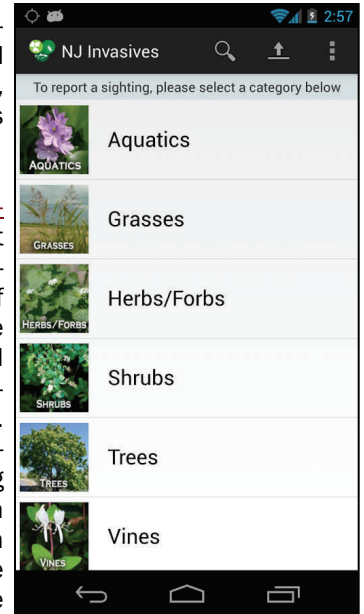 2:57
NJ Invasives
To report a sighting, please select a category below
AQUATICS
Aquatics
GRASSES
Grasses
HERBS/FORBS
Herbs/Forbs
SHRUBS
Shrubs
TREES
Trees
VINES
Vines